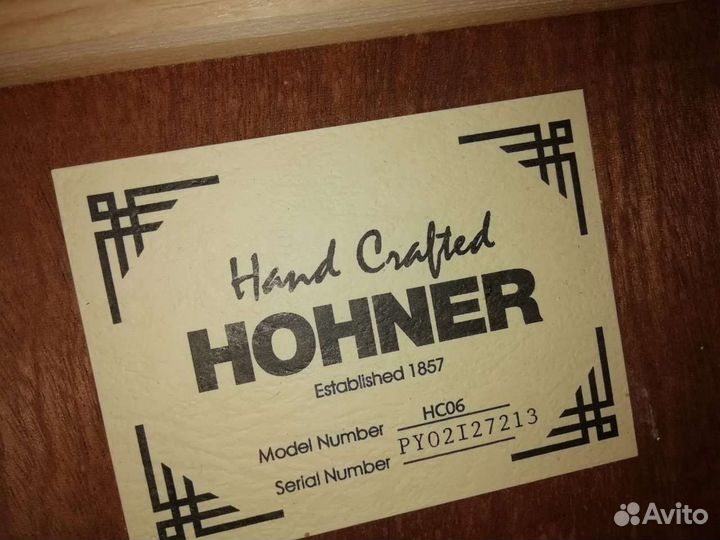 Hand Crafted
HOHNER
Established 1857
Model Number HC06
Serial Number PY02I27213
Avito